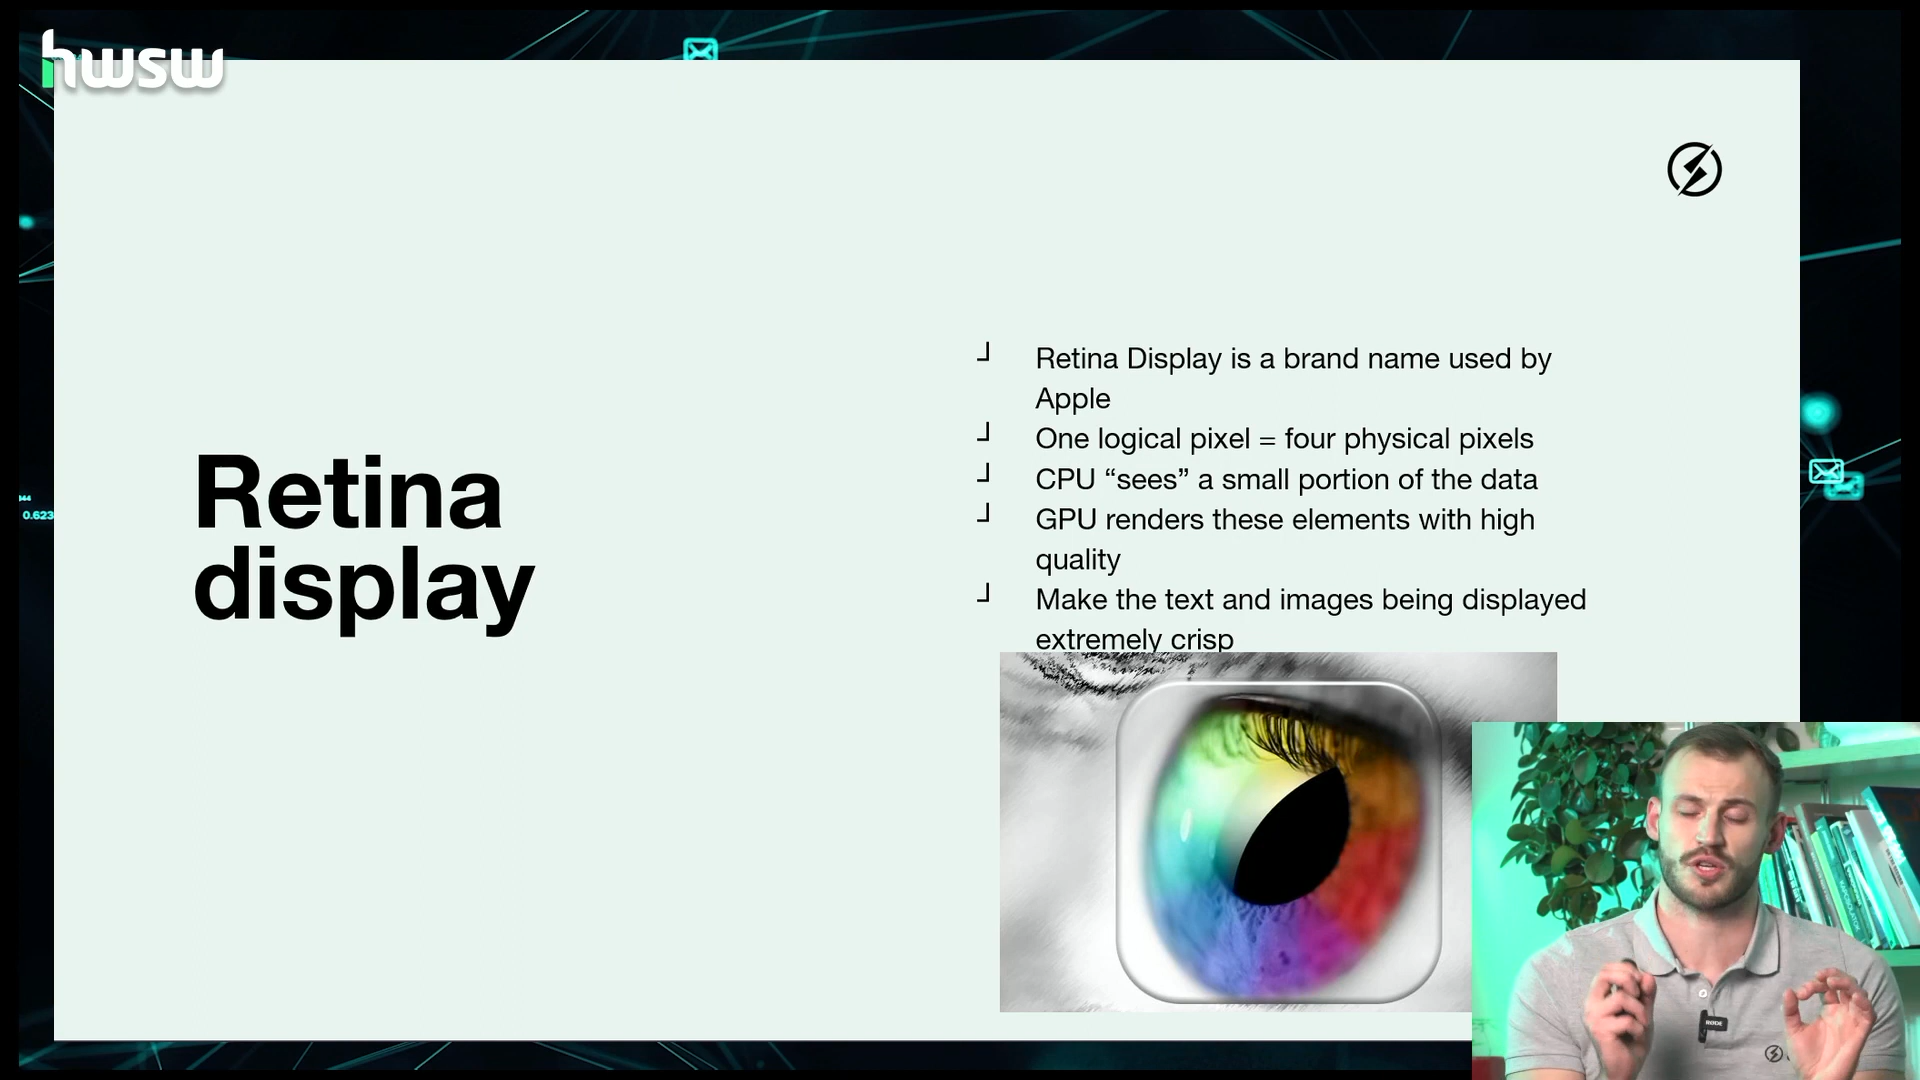 hwsw
Retina Display is a brand name used by
Apple
One logical pixel = four physical pixels
CPU “sees” a small portion of the data
GPU renders these elements with high
quality
Make the text and images being displayed
extremely crisp
Retina
display
0.623
RØDE